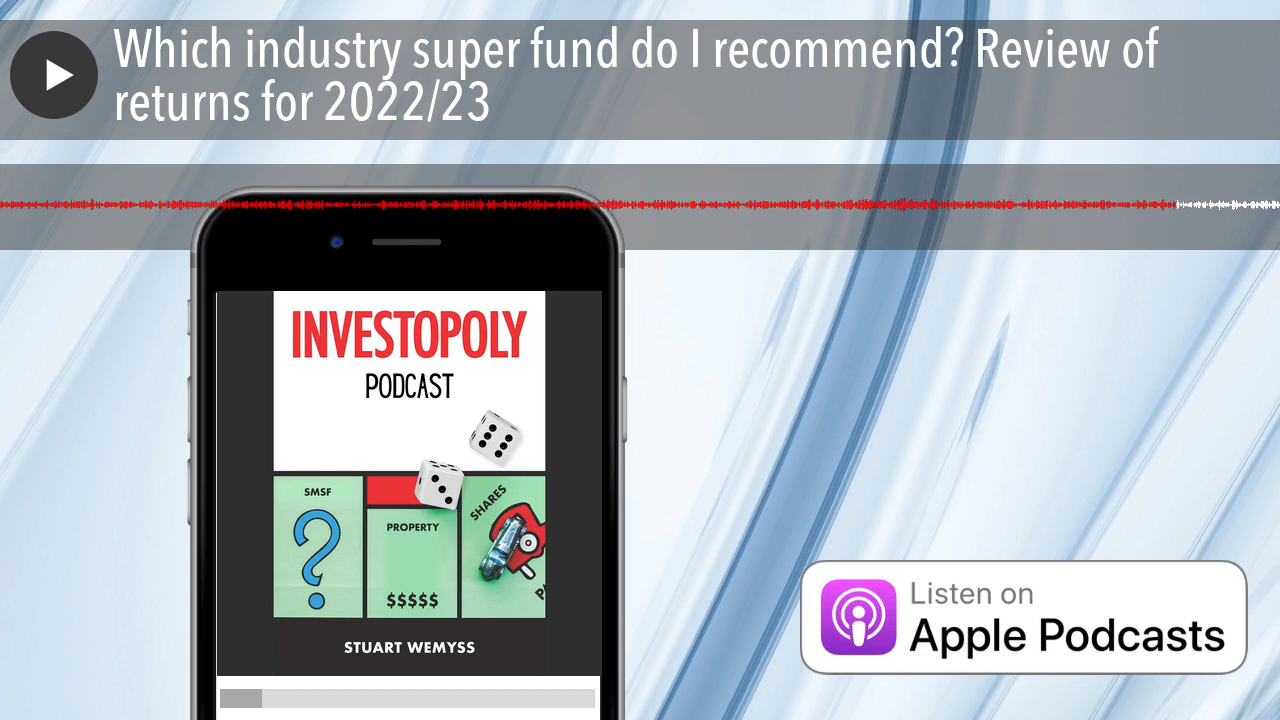 Which industry super fund do I recommend? Review of
returns for 2022/23
INVESTOPOLY
PODCAST
SMSF
PROPERTY
$$$$$
SHARES
STUART WEMYSS
Listen on
Apple Podcasts